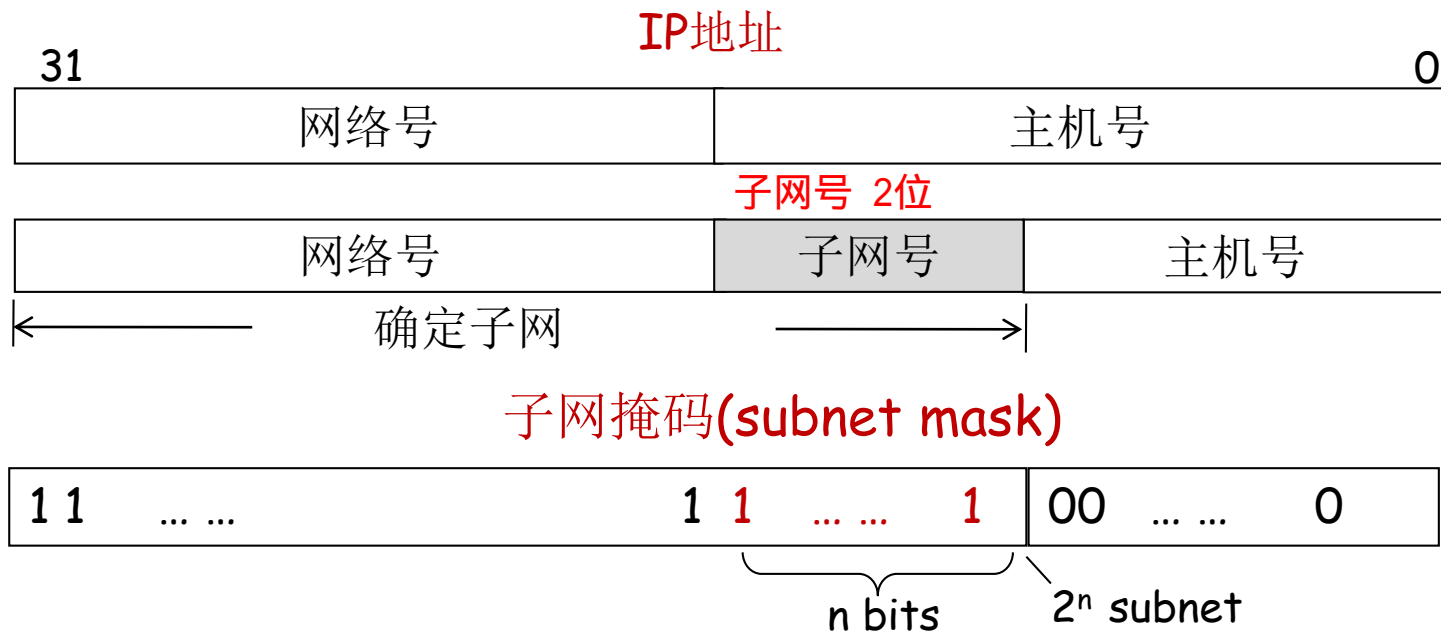 IP地址
31 0
网络号 主机号
子网号 2位
网络号 子网号 主机号
确定子网
子网掩码(subnet mask)
1 1 … … 1 1 … … 1 00 … … 0
n bits 2ⁿ subnet